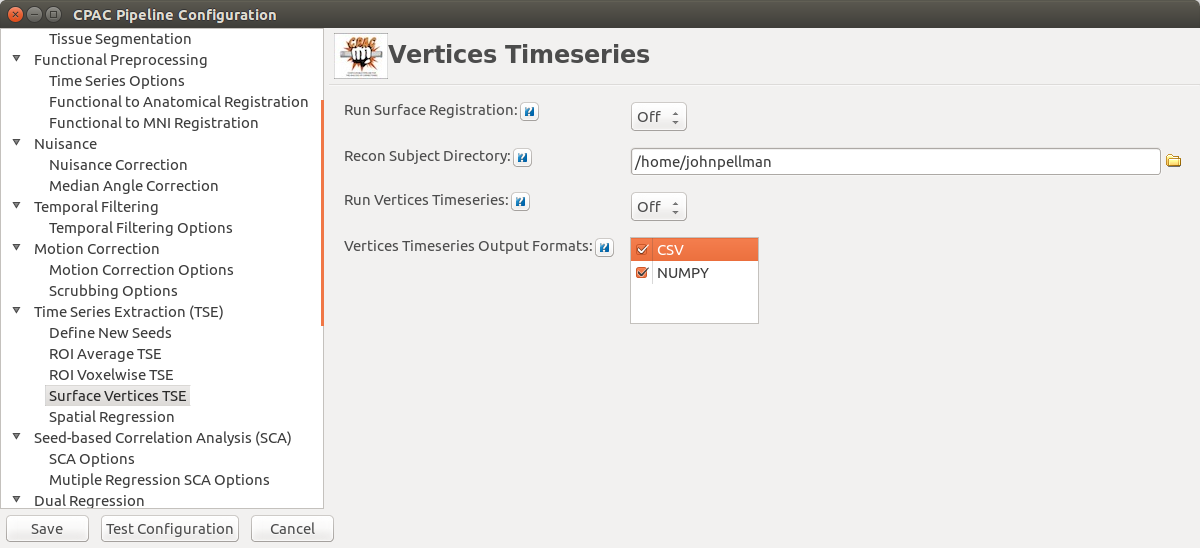 CPAC Pipeline Configuration
Tissue Segmentation
Functional Preprocessing
Time Series Options
Functional to Anatomical Registration
Functional to MNI Registration
Nuisance
Nuisance Correction
Median Angle Correction
Temporal Filtering
Temporal Filtering Options
Motion Correction
Motion Correction Options
Scrubbing Options
Time Series Extraction (TSE)
Define New Seeds
ROI Average TSE
ROI Voxelwise TSE
Surface Vertices TSE
Spatial Regression
Seed-based Correlation Analysis (SCA)
SCA Options
Mutiple Regression SCA Options
Dual Regression
CPAC
Vertices Timeseries
Run Surface Registration: ? Off
Recon Subject Directory: ? /home/johnpellman
Run Vertices Timeseries: ? Off
Vertices Timeseries Output Formats: ? CSV
NUMPY
Save Test Configuration Cancel